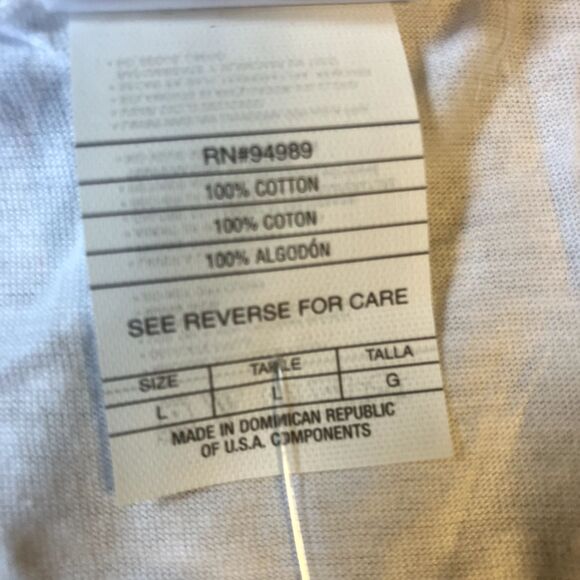 RN#94989
100% COTTON
100% COTON
100% ALGODÓN
SEE REVERSE FOR CARE
SIZE TAILLE TALLA
L L G
MADE IN DOMINICAN REPUBLIC
OF U.S.A. COMPONENTS